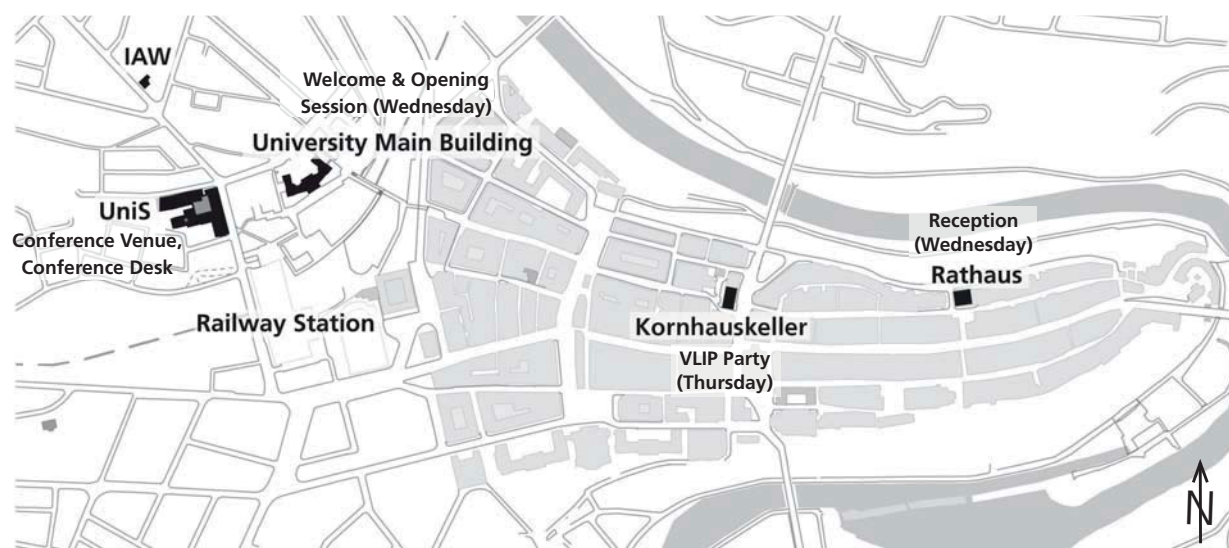 IAW
Welcome & Opening
Session (Wednesday)
University Main Building
UniS
Conference Venue,
Conference Desk
Railway Station
Reception
(Wednesday)
Rathaus
Kornhauskeller
VLIP Party
(Thursday)
N